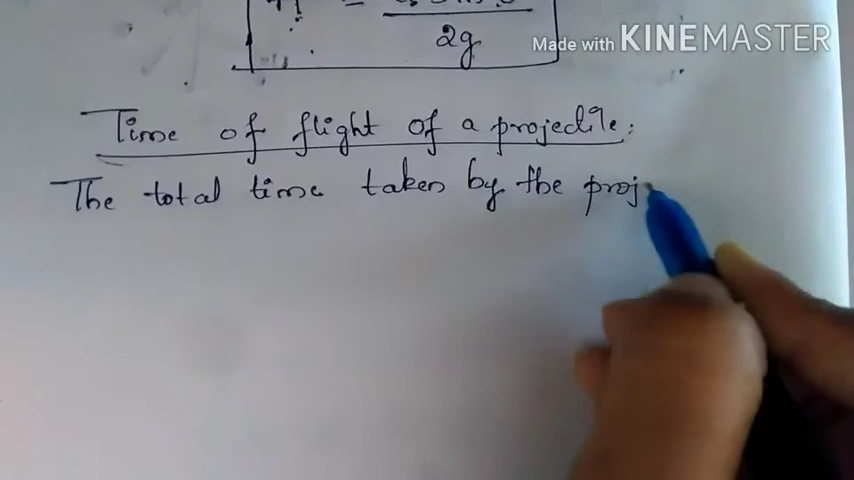 2g
Made with KINEMASTER
Time of flight of a projectile:
The total time taken by the proj